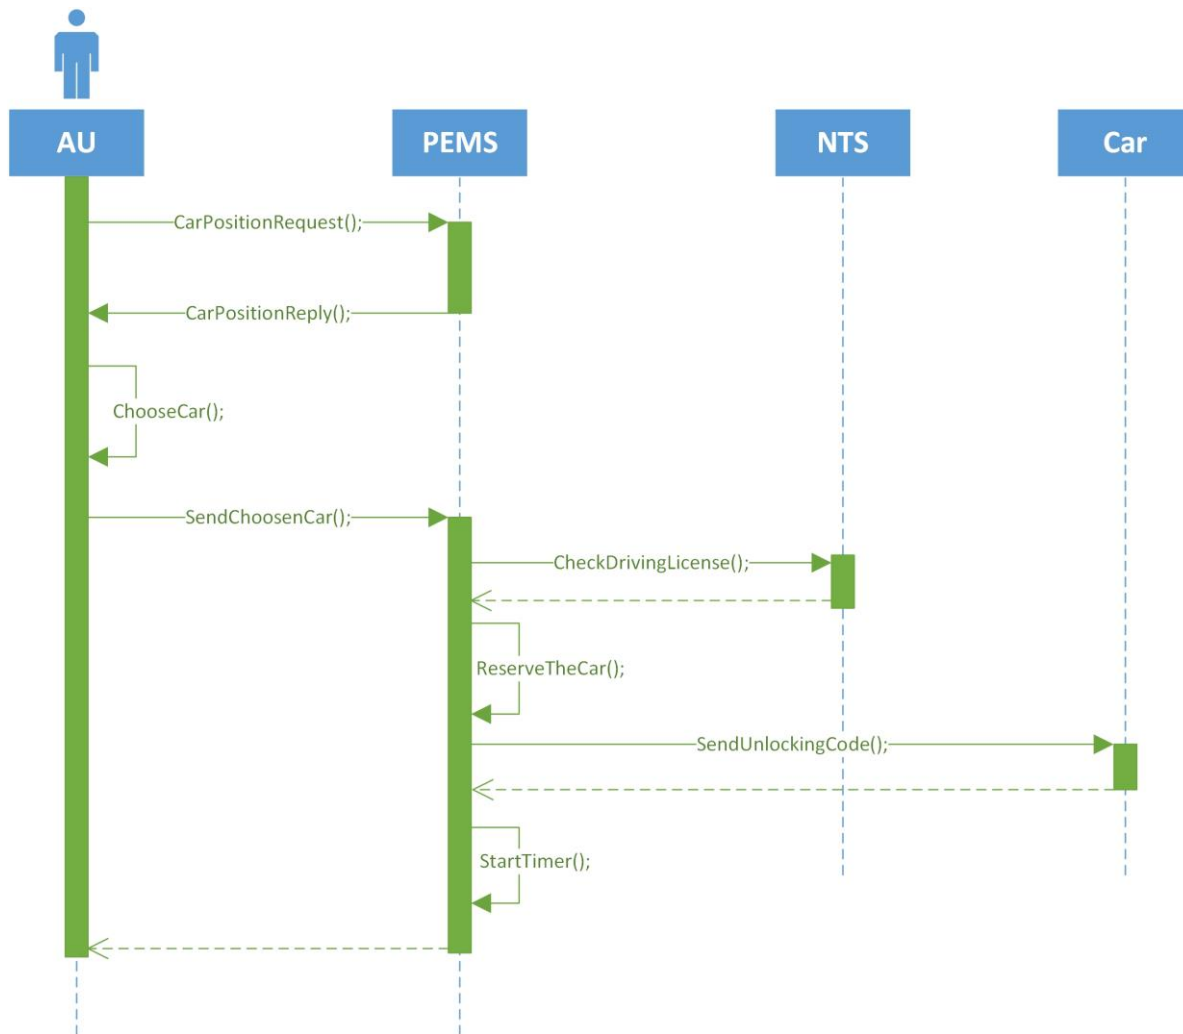 AU
PEMS
NTS
Car
CarPositionRequest();
CarPositionReply();
ChooseCar();
SendChoosenCar();
CheckDrivingLicense();
ReserveTheCar();
SendUnlockingCode();
StartTimer();